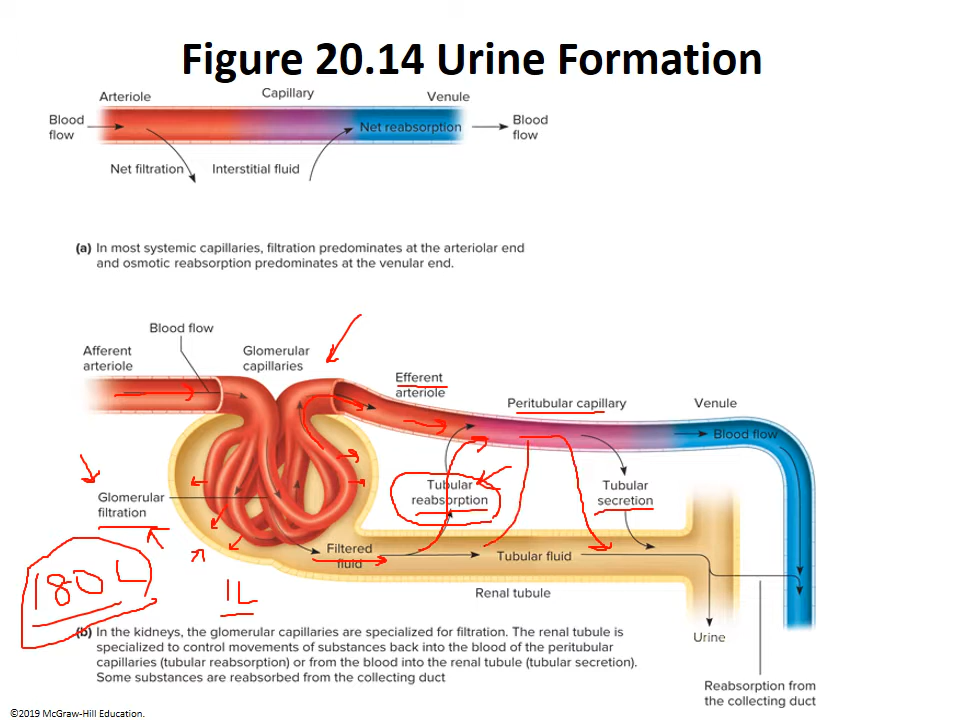 Figure 20.14 Urine Formation
Arteriole
Capillary
Venule
Blood
flow
Net reabsorption
Blood
flow
Net filtration
Interstitial fluid
(a) In most systemic capillaries, filtration predominates at the arteriolar end
and osmotic reabsorption predominates at the venular end.
Blood flow
Afferent
arteriole
Glomerular
capillaries
Efferent
arteriole
Peritubular capillary
Venule
Blood flow
Glomerular
filtration
Tubular
reabsorption
Tubular
secretion
Filtered
fluid
Tubular fluid
Renal tubule
180 L
1L
Urine
(b) In the kidneys, the glomerular capillaries are specialized for filtration. The renal tubule is
specialized to control movements of substances back into the blood of the peritubular
capillaries (tubular reabsorption) or from the blood into the renal tubule (tubular secretion).
Some substances are reabsorbed from the collecting duct
Reabsorption from
the collecting duct
©2019 McGraw-Hill Education.